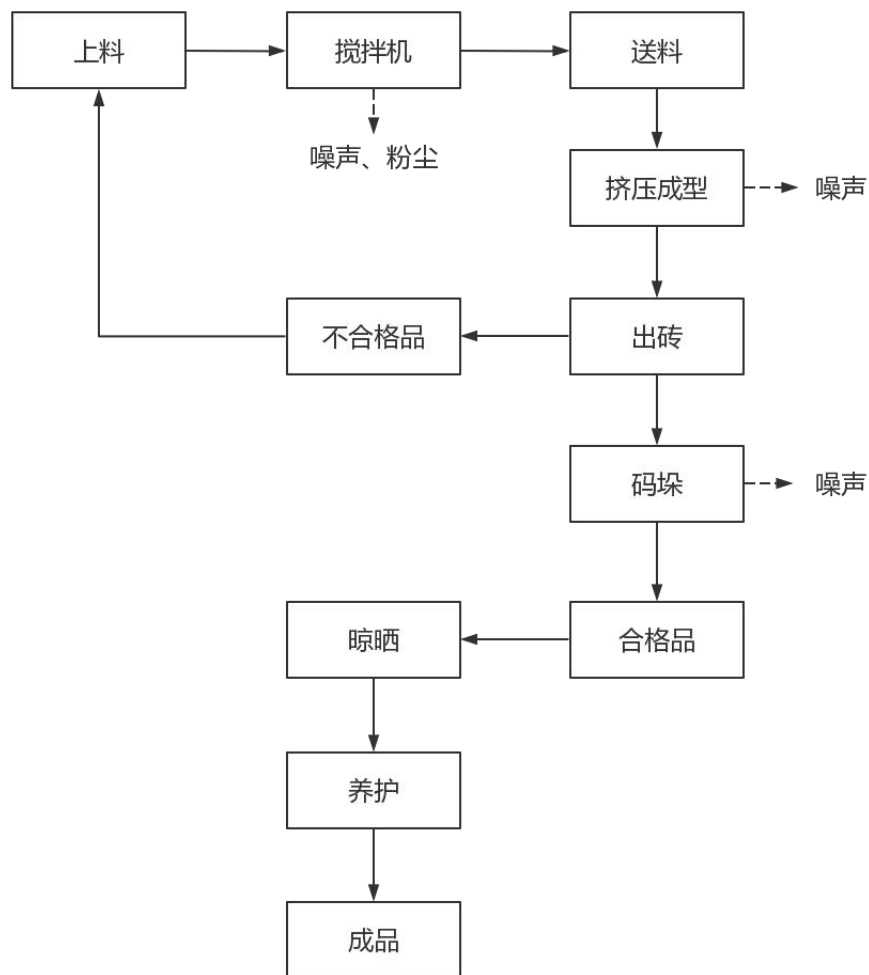 上料
搅拌机
送料
噪声、粉尘
挤压成型
噪声
不合格品
出砖
码垛
噪声
晾晒
合格品
养护
成品